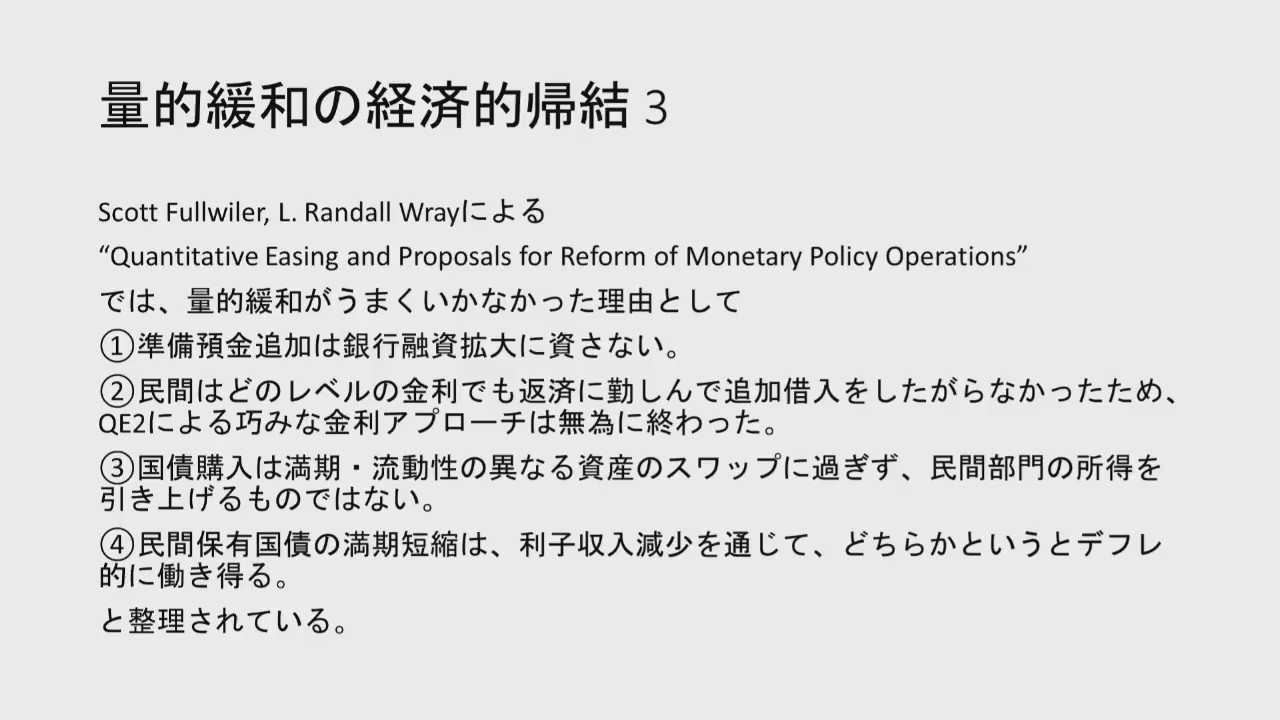 量的緩和の経済的帰結 3
Scott Fullwiler, L. Randall Wrayによる
“Quantitative Easing and Proposals for Reform of Monetary Policy Operations”
では、量的緩和がうまくいかなかった理由として
①準備預金追加は銀行融資拡大に資さない。
②民間はどのレベルの金利でも返済に勤しんで追加借入をしたがらなかったため、
QE2による巧みな金利アプローチは無為に終わった。
③国債購入は満期・流動性の異なる資産のスワップに過ぎず、民間部門の所得を
引き上げるものではない。
④民間保有国債の満期短縮は、利子収入減少を通じて、どちらかというとデフレ
的に働き得る。
と整理されている。